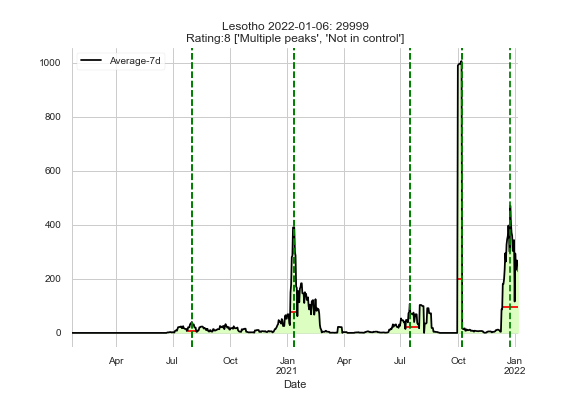 Lesotho 2022-01-06: 29999
Rating:8 ['Multiple peaks', 'Not in control']
Average-7d
1000
800
600
400
200
0
Apr Jul Oct Jan Apr Jul Oct Jan
2021 2022
Date